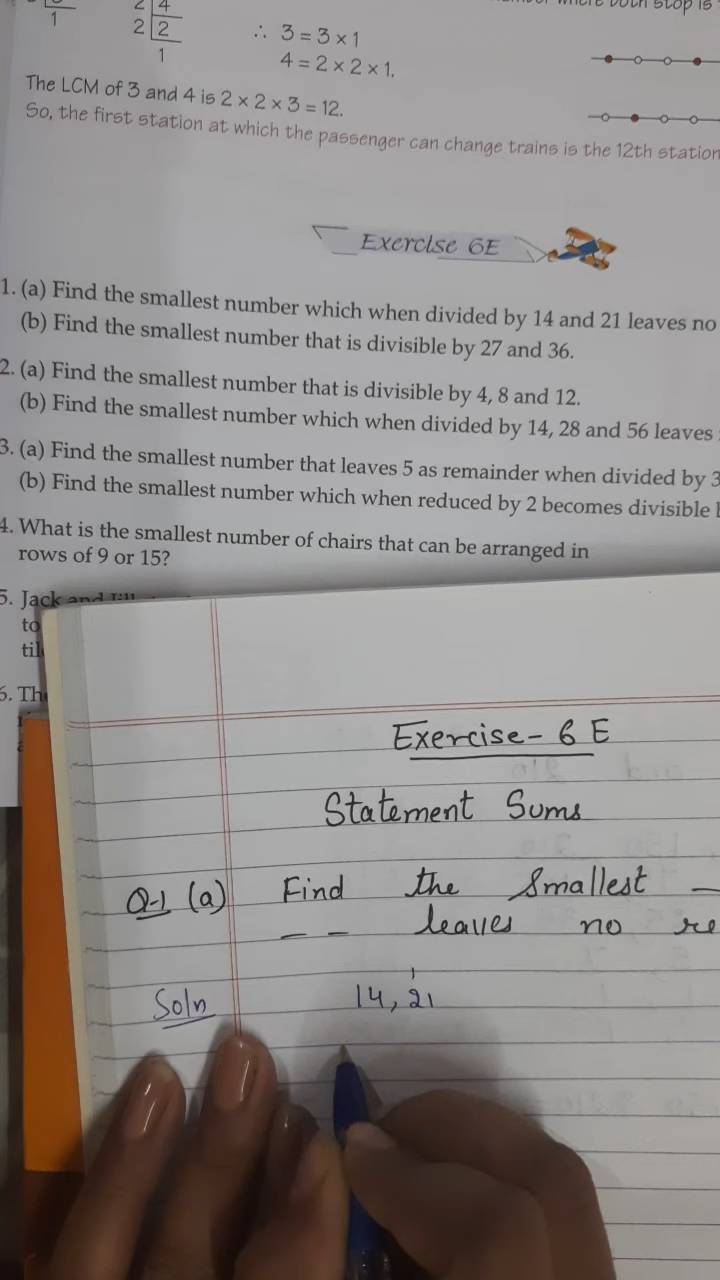 2 4
1 2 2 ∴ 3 = 3 × 1
1 4 = 2 × 2 × 1.
The LCM of 3 and 4 is 2 × 2 × 3 = 12.
So, the first station at which the passenger can change trains is the 12th station
Exercise 6E
1. (a) Find the smallest number which when divided by 14 and 21 leaves no
(b) Find the smallest number that is divisible by 27 and 36.
2. (a) Find the smallest number that is divisible by 4, 8 and 12.
(b) Find the smallest number which when divided by 14, 28 and 56 leaves
3. (a) Find the smallest number that leaves 5 as remainder when divided by 3
(b) Find the smallest number which when reduced by 2 becomes divisible
4. What is the smallest number of chairs that can be arranged in
rows of 9 or 15?
5. Jack and Jill
to
til
6. Th
Exercise - 6 E
Statement Sums
Q-1 (a) Find the Smallest —
— — leaves no re
Soln 14, 21